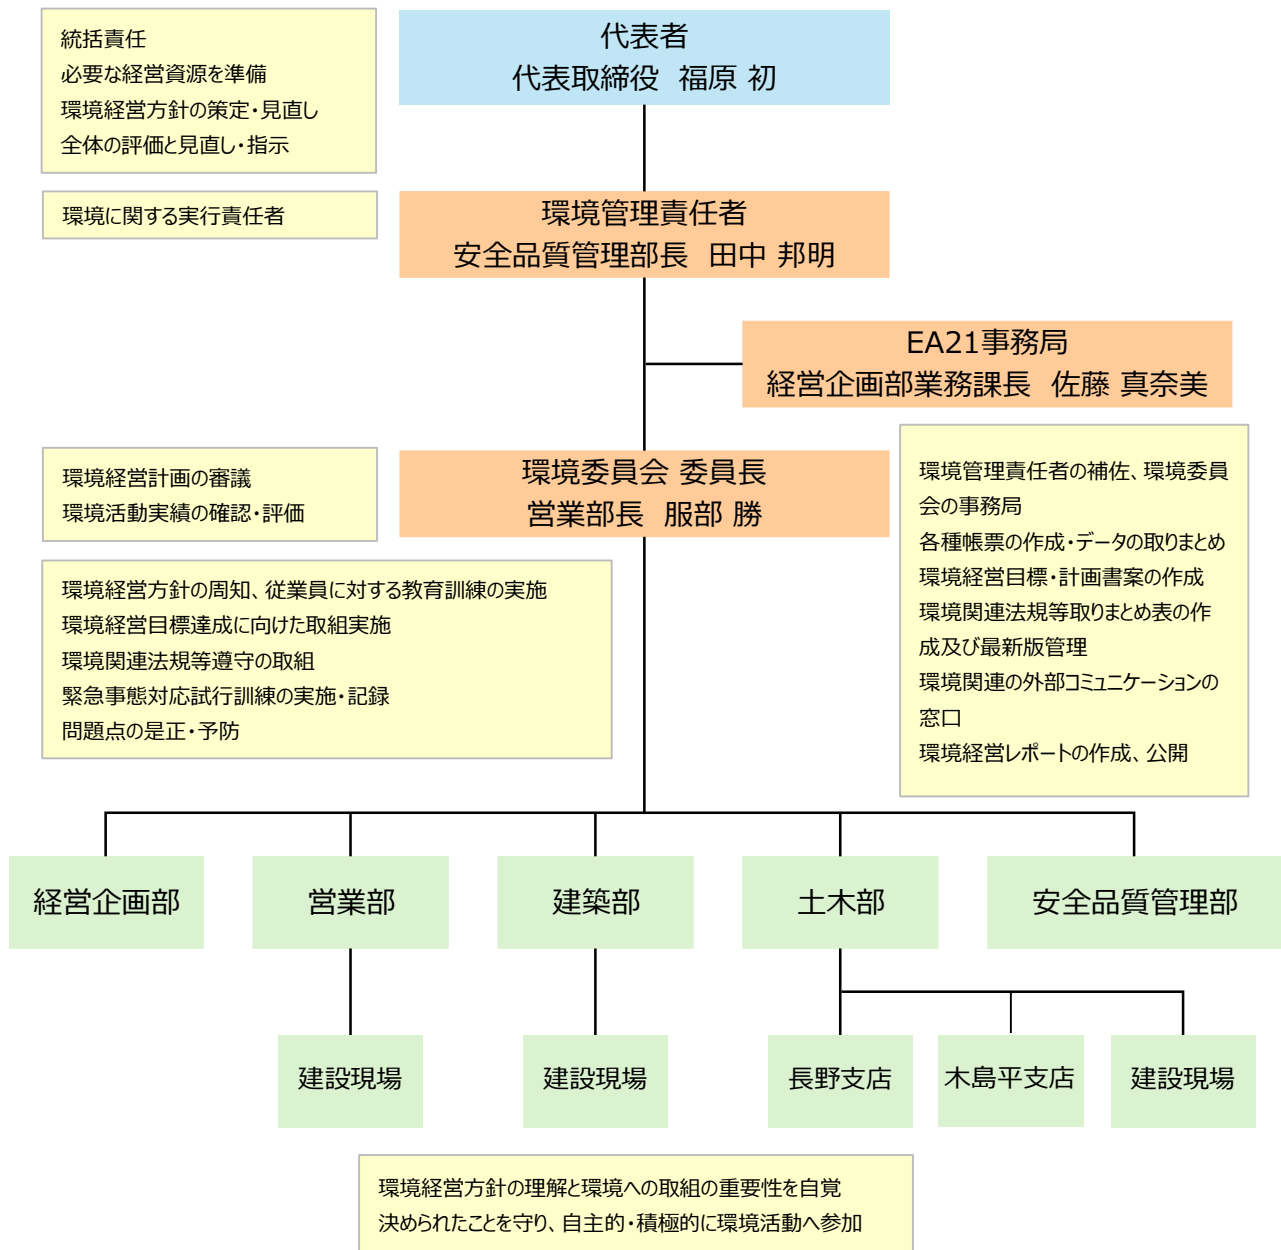 統括責任
必要な経営資源を準備
環境経営方針の策定・見直し
全体の評価と見直し・指示
代表者
代表取締役 福原 初
環境に関する実行責任者
環境管理責任者
安全品質管理部長 田中 邦明
EA21事務局
経営企画部業務課長 佐藤 真奈美
環境経営計画の審議
環境活動実績の確認・評価
環境委員会 委員長
営業部長 服部 勝
環境管理責任者の補佐、環境委員
会の事務局
各種帳票の作成・データの取りまとめ
環境経営目標・計画書案の作成
環境関連法規等取りまとめ表の作
成及び最新版管理
環境関連の外部コミュニケーションの
窓口
環境経営レポートの作成、公開
環境経営方針の周知、従業員に対する教育訓練の実施
環境経営目標達成に向けた取組実施
環境関連法規等遵守の取組
緊急事態対応試行訓練の実施・記録
問題点の是正・予防
経営企画部
営業部
建築部
土木部
安全品質管理部
建設現場
建設現場
長野支店
木島平支店
建設現場
環境経営方針の理解と環境への取組の重要性を自覚
決められたことを守り、自主的・積極的に環境活動へ参加